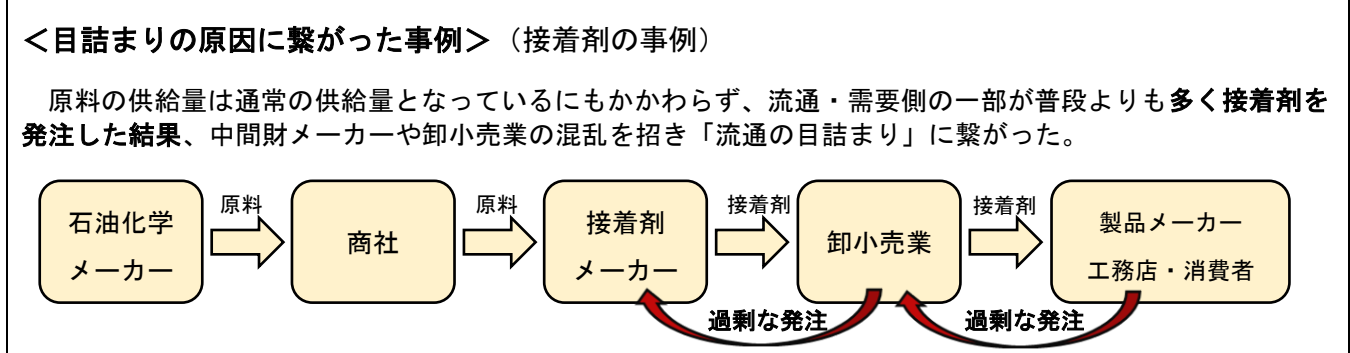 ＜目詰まりの原因に繋がった事例＞（接着剤の事例）
原料の供給量は通常の供給量となっているにもかかわらず、流通・需要側の一部が普段よりも多く接着剤を
発注した結果、中間財メーカーや卸小売業の混乱を招き「流通の目詰まり」に繋がった。
石油化学
メーカー
原料
商社
原料
接着剤
メーカー
接着剤
卸小売業
接着剤
製品メーカー
工務店・消費者
過剰な発注
過剰な発注